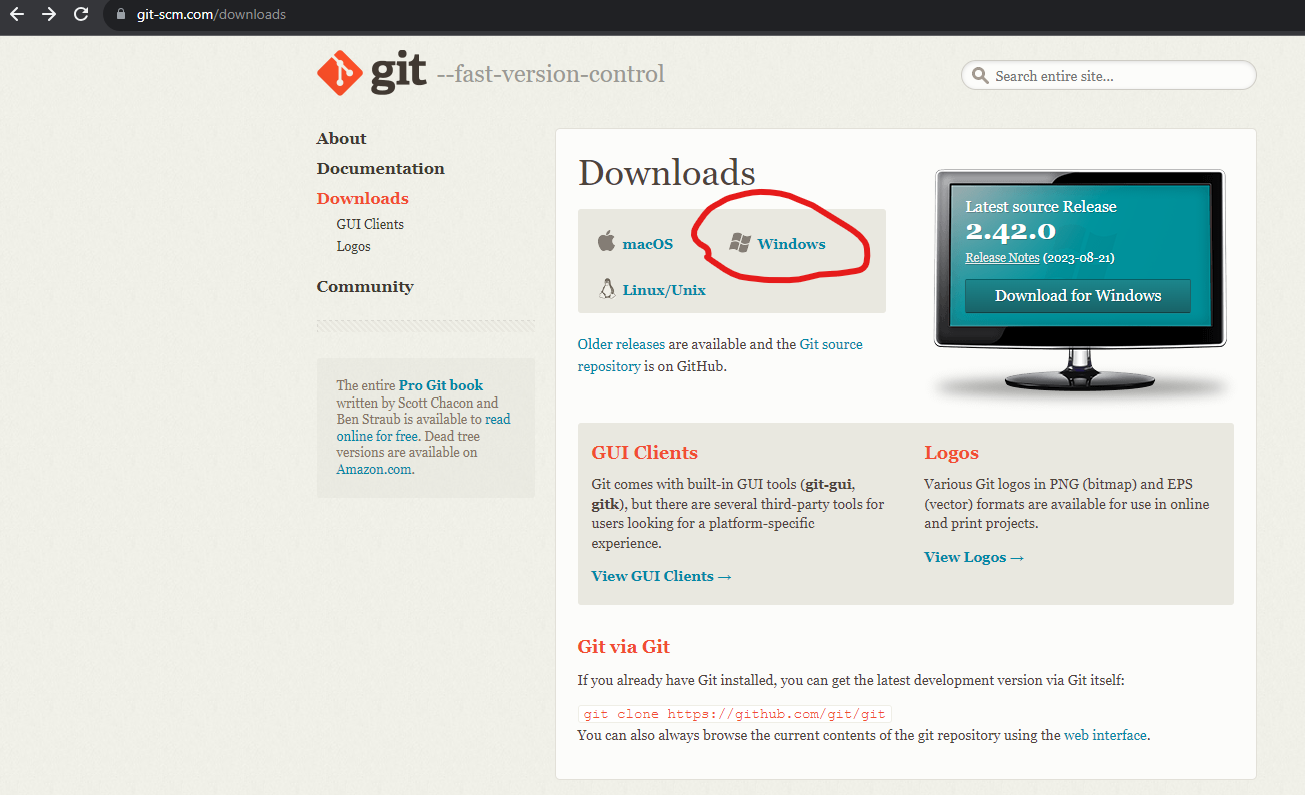 git-scm.com/downloads
git --fast-version-control
Search entire site...
About
Documentation
Downloads
GUI Clients
Logos
Community
The entire Pro Git book
written by Scott Chacon and
Ben Straub is available to read
online for free. Dead tree
versions are available on
Amazon.com.
Downloads
macOS
Windows
Linux/Unix
Older releases are available and the Git source
repository is on GitHub.
Latest source Release
2.42.0
Release Notes (2023-08-21)
Download for Windows
GUI Clients
Git comes with built-in GUI tools (git-gui,
gitk), but there are several third-party tools for
users looking for a platform-specific
experience.
View GUI Clients →
Logos
Various Git logos in PNG (bitmap) and EPS
(vector) formats are available for use in online
and print projects.
View Logos →
Git via Git
If you already have Git installed, you can get the latest development version via Git itself:
git clone https://github.com/git/git
You can also always browse the current contents of the git repository using the web interface.